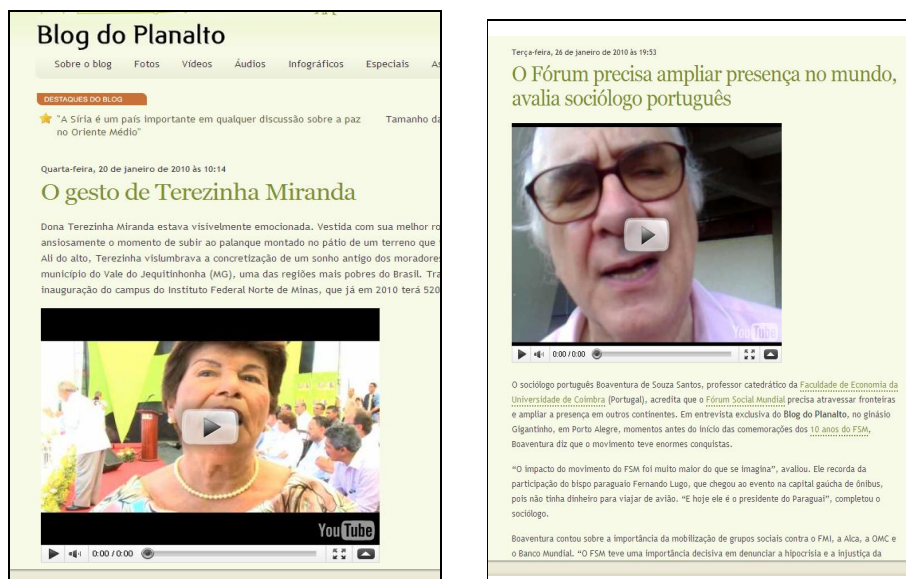 Blog do Planalto
Sobre o blog Fotos Vídeos Áudios Infográficos Especiais
DESTAQUES DO BLOG
"A Síria é um país importante em qualquer discussão sobre a paz
no Oriente Médio"
Tamanho da
Quarta-feira, 20 de janeiro de 2010 às 10:14
O gesto de Terezinha Miranda
Dona Terezinha Miranda estava visivelmente emocionada. Vestida com sua melhor ro
ansiosamente o momento de subir ao palanque montado no pátio de um terreno que
Ali do alto, Terezinha vislumbrava a concretização de um sonho antigo dos moradore
município do Vale do Jequitinhonha (MG), uma das regiões mais pobres do Brasil. Tra
inauguração do campus do Instituto Federal Norte de Minas, que já em 2010 terá 520
YouTube
0:00 / 0:00
Terça-feira, 26 de janeiro de 2010 às 19:53
O Fórum precisa ampliar presença no mundo,
avalia sociólogo português
YouTube
0:00 / 0:00
O sociólogo português Boaventura de Souza Santos, professor catedrático da Faculdade de Economia da
Universidade de Coimbra (Portugal), acredita que o Fórum Social Mundial precisa atravessar fronteiras
e ampliar a presença em outros continentes. Em entrevista exclusiva do Blog do Planalto, no ginásio
Gigantinho, em Porto Alegre, momentos antes do início das comemorações dos 10 anos do FSM,
Boaventura diz que o movimento teve enormes conquistas.
"O impacto do movimento do FSM foi muito maior do que se imagina", avaliou. Ele recorda da
participação do bispo paraguaio Fernando Lugo, que chegou ao evento na capital gaúcha de ônibus,
pois não tinha dinheiro para viajar de avião. "E hoje ele é o presidente do Paraguai", completou o
sociólogo.
Boaventura contou sobre a importância da mobilização de grupos sociais contra o FMI, a Alca, a OMC e
o Banco Mundial. "O FSM teve uma importância decisiva em denunciar a hipocrisia e a injustiça da